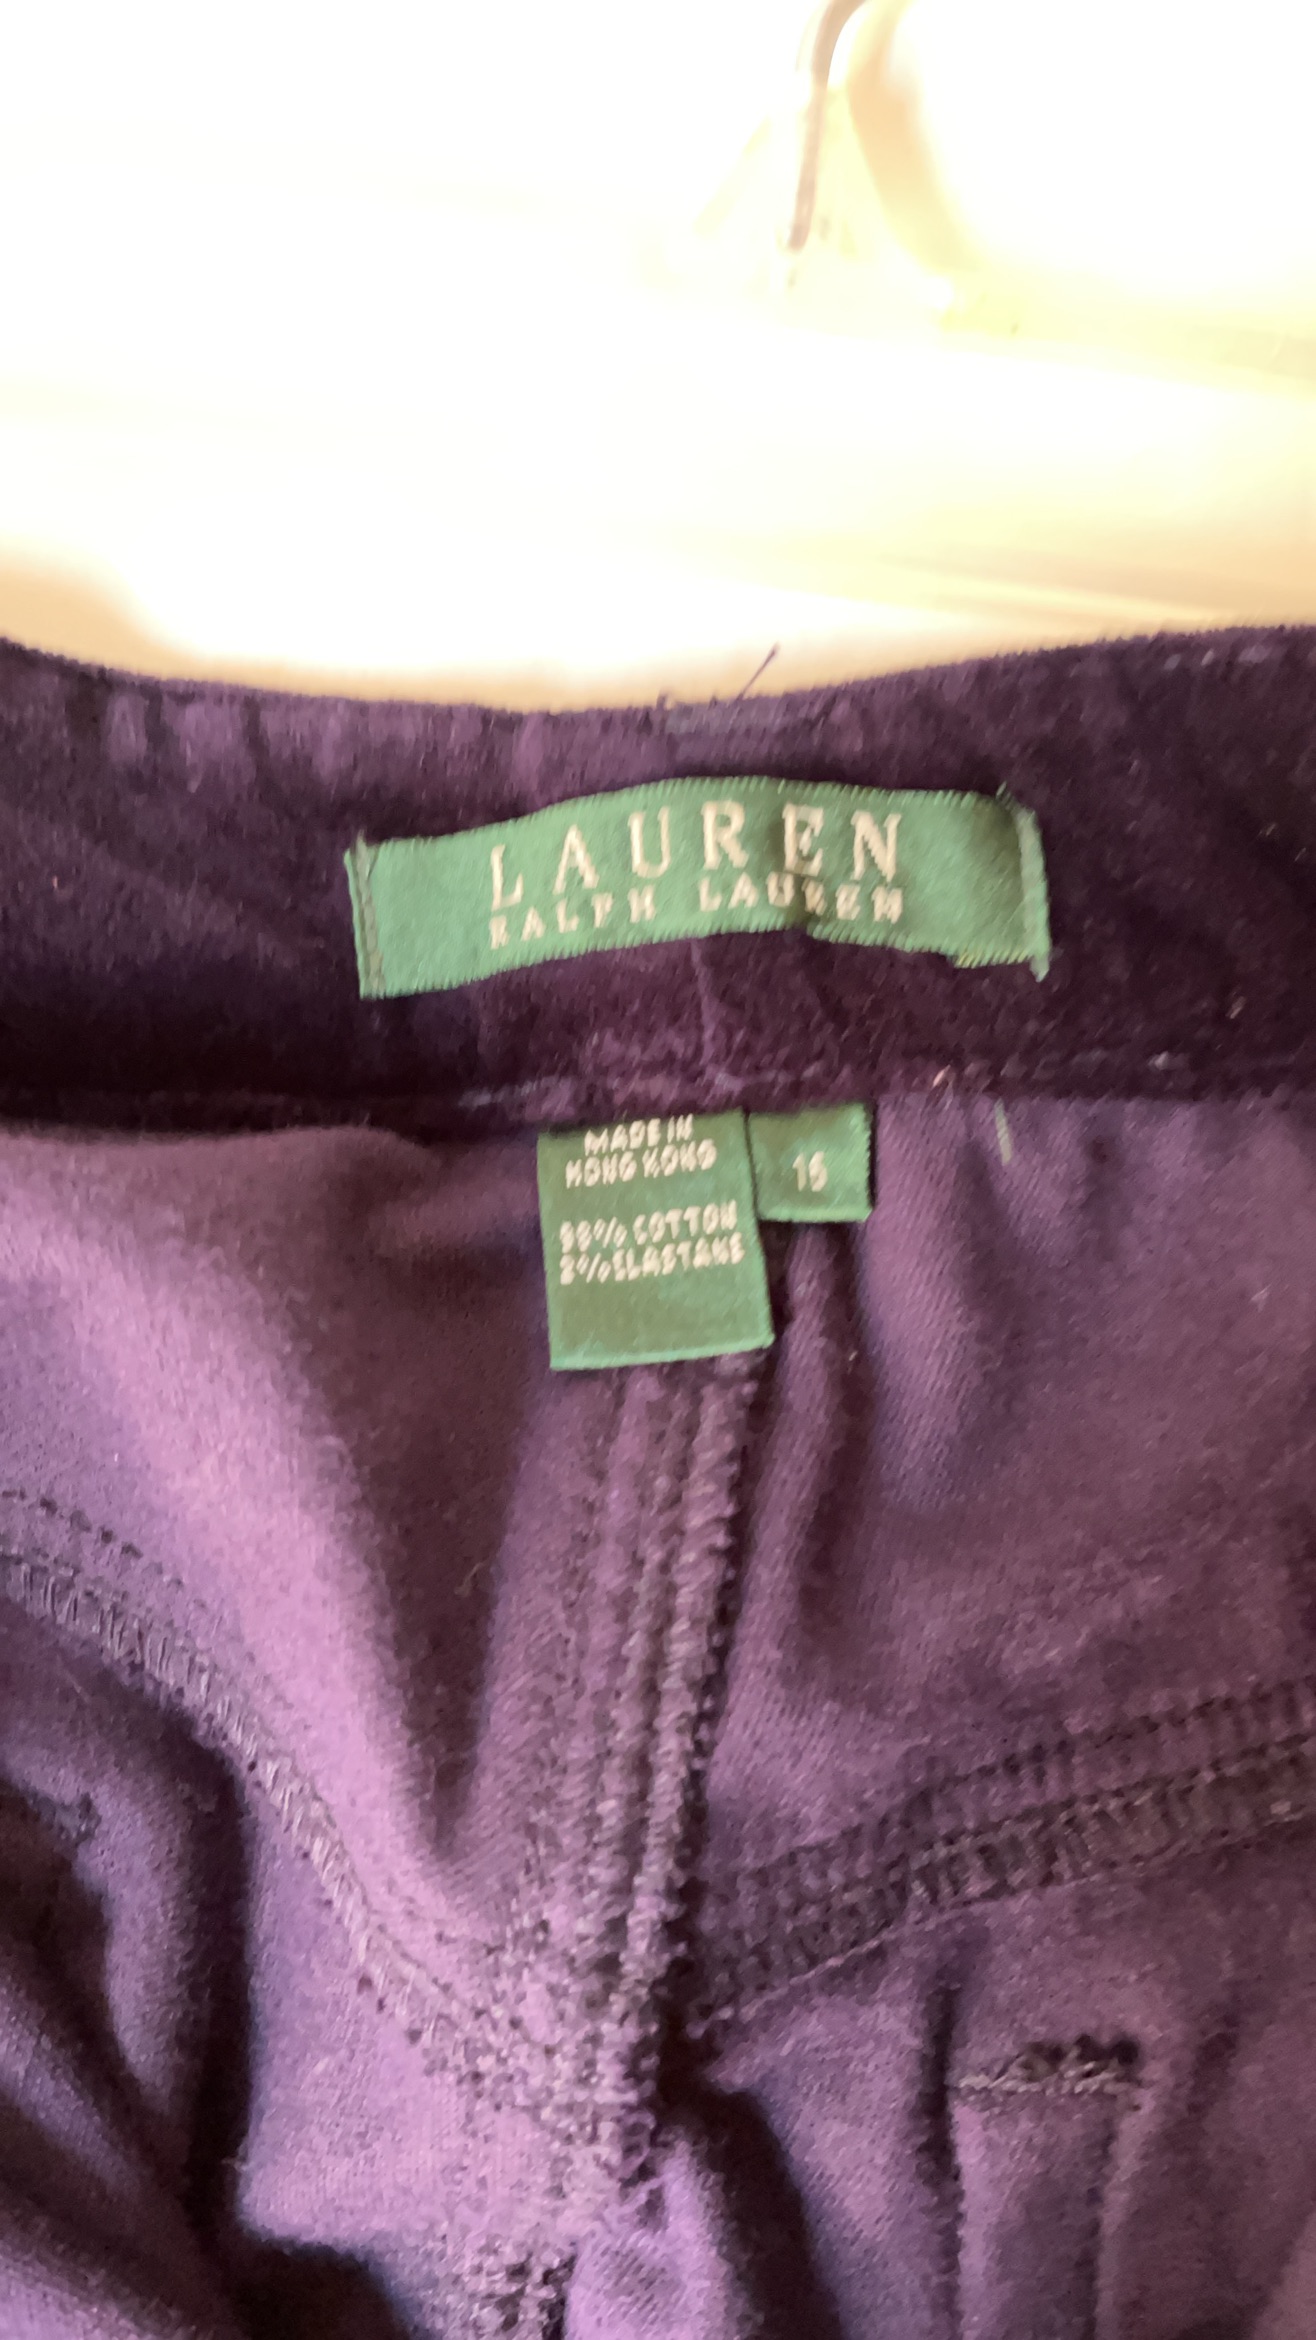 LAUREN
RALPH LAUREN
MADE IN
HONG KONG
98% COTTON
2% ELASTANE
16